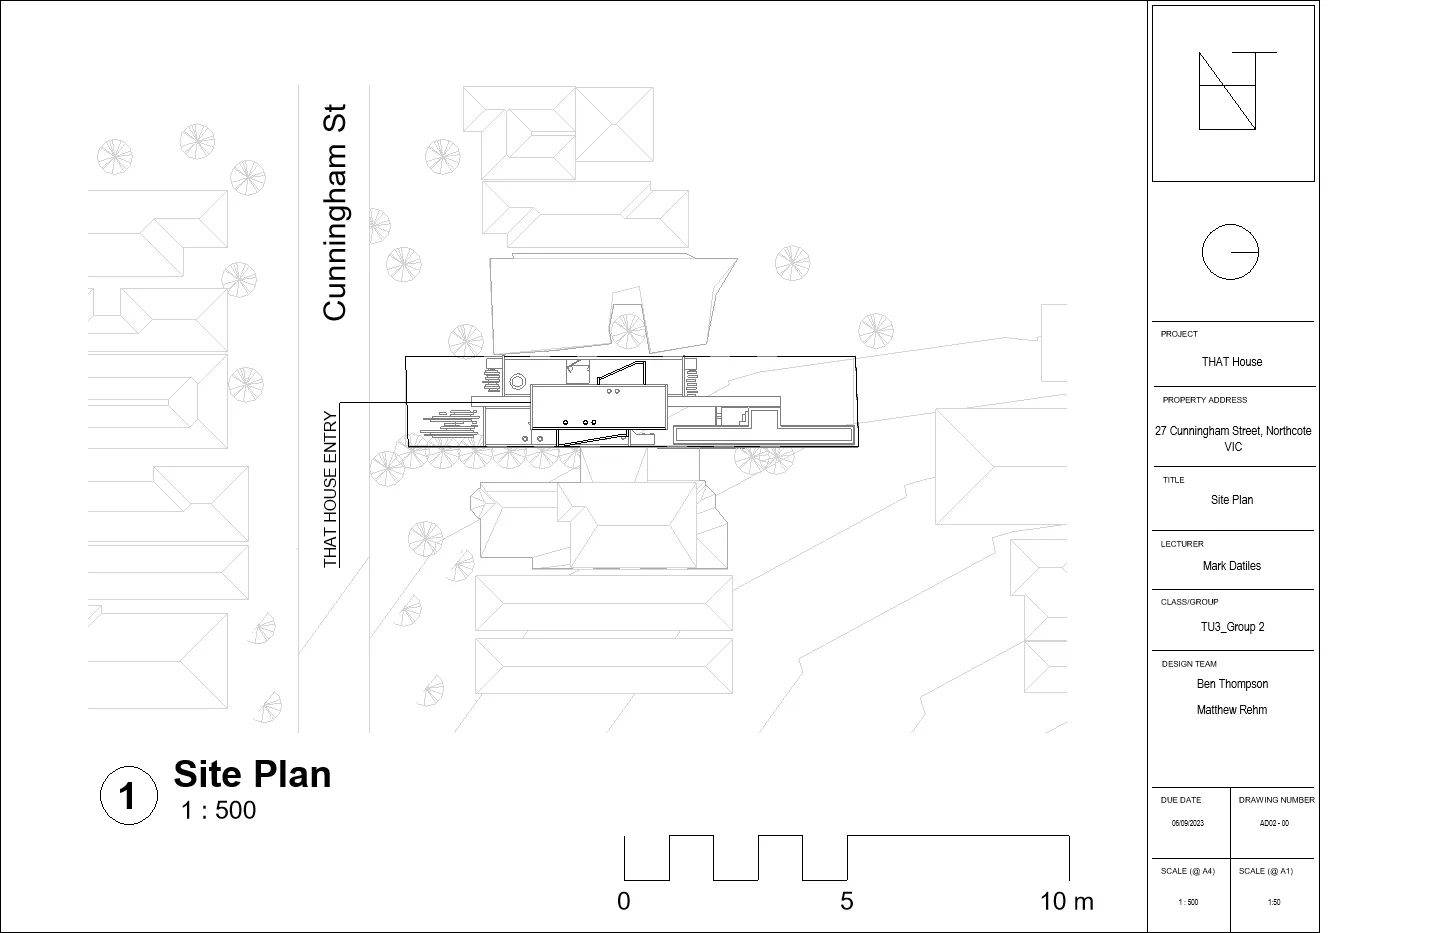 Cunningham St
THAT HOUSE ENTRY
1
Site Plan
1 : 500
0
5
10 m
PROJECT
THAT House
PROPERTY ADDRESS
27 Cunningham Street, Northcote
VIC
TITLE
Site Plan
LECTURER
Mark Datiles
CLASS/GROUP
TU3_Group 2
DESIGN TEAM
Ben Thompson
Matthew Rehm
DUE DATE
06/09/2023
DRAWING NUMBER
AD02 - 00
SCALE (@ A4)
1 : 500
SCALE (@ A1)
1:50